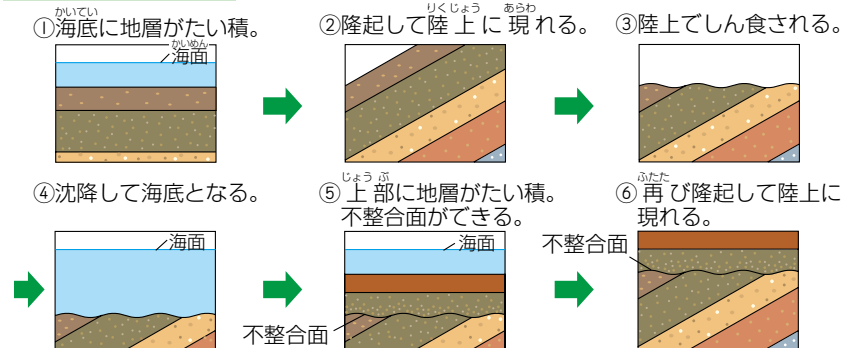 ①海底に地層がたい積。
かいてい
海面
かいめん
②隆起して陸上に現れる。
りくじょう
あらわ
③陸上でしん食される。
④沈降して海底となる。
海面
⑤上部に地層がたい積。
じょうぶ
不整合面ができる。
海面
不整合面
⑥再び隆起して陸上に
ふたた
現れる。
不整合面